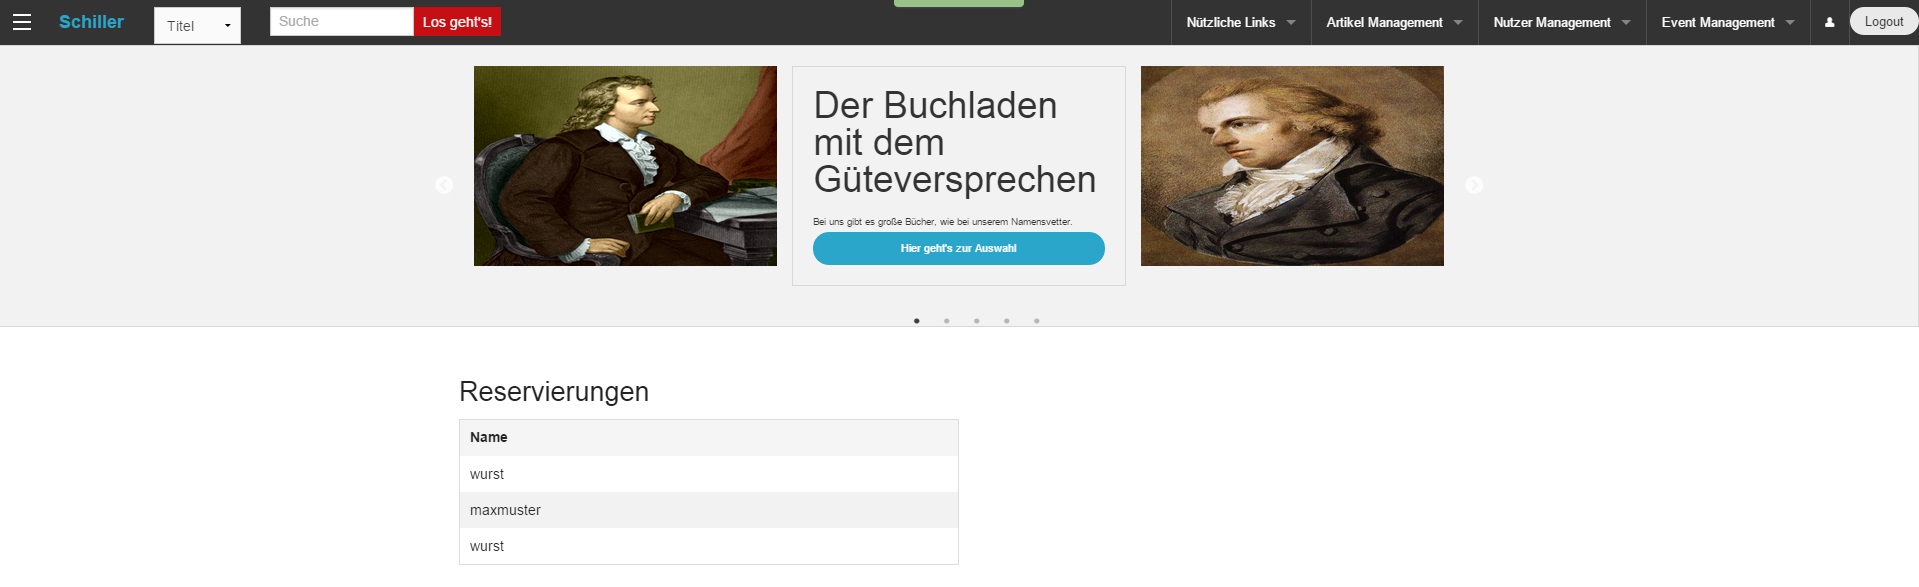 Schiller Titel Suche Los geht's! Nützliche Links Artikel Management Nutzer Management Event Management Logout
Der Buchladen
mit dem
Güteversprechen
Bei uns gibt es große Bücher, wie bei unserem Namensvetter.
Hier geht's zur Auswahl
Reservierungen
Name
wurst
maxmuster
wurst